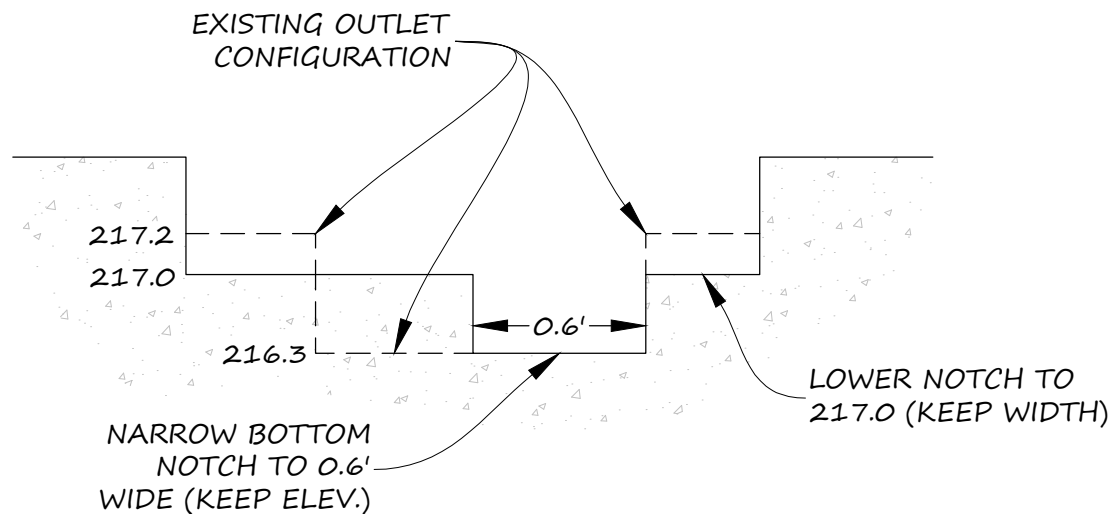 EXISTING OUTLET
CONFIGURATION
217.2
217.0
216.3
0.6'
LOWER NOTCH TO
217.0 (KEEP WIDTH)
NARROW BOTTOM
NOTCH TO 0.6'
WIDE (KEEP ELEV.)